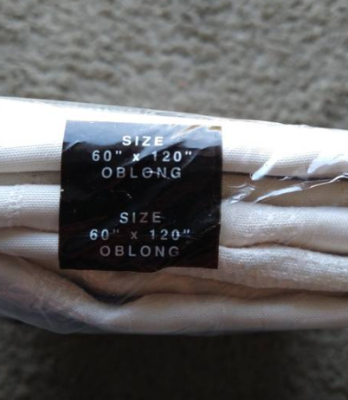 SIZE
60" x 120"
OBLONG
SIZE
60" x 120"
OBLONG